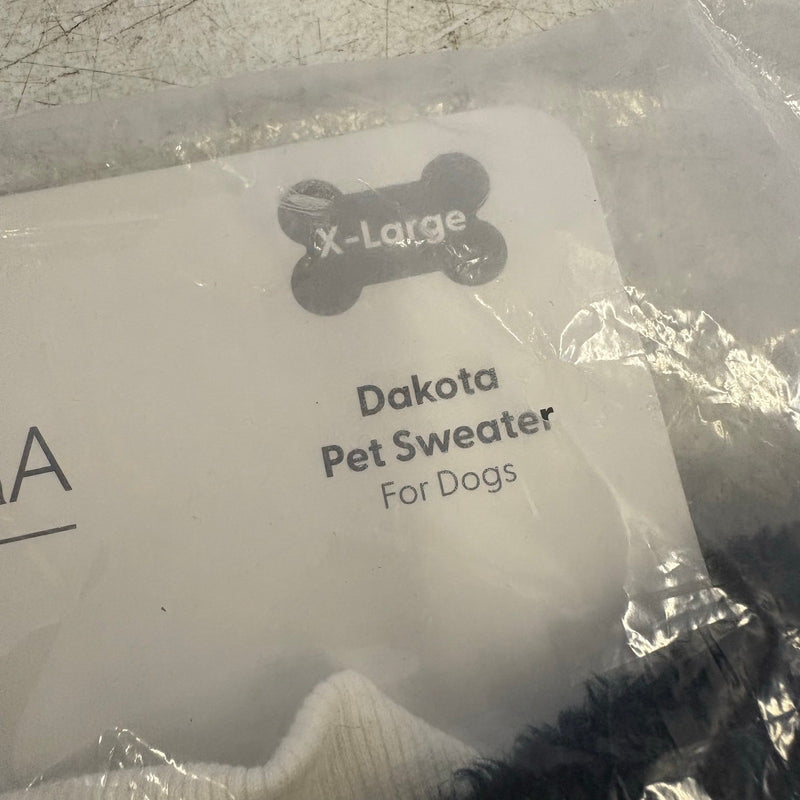 X-Large
Dakota
Pet Sweater
For Dogs